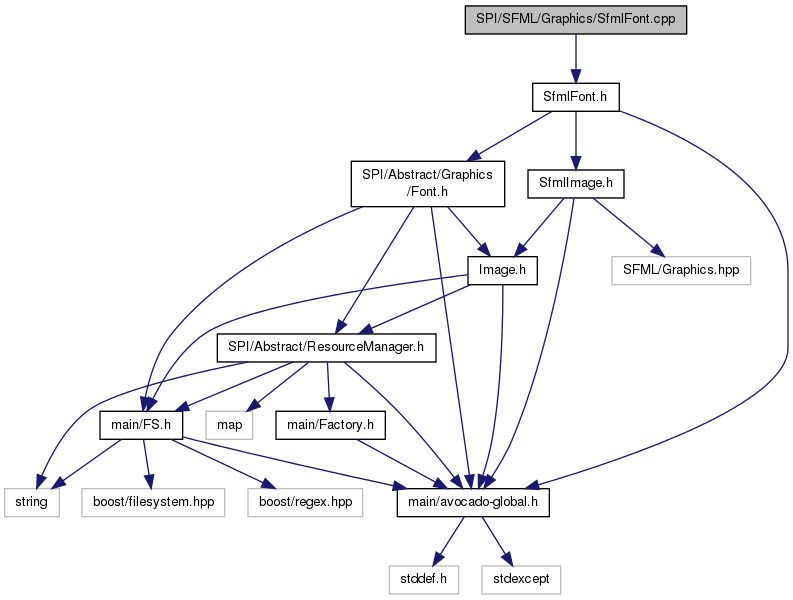 SPI/SFML/Graphics/SfmlFont.cpp
SfmlFont.h
SPI/Abstract/Graphics
/Font.h
SfmlImage.h
Image.h
SFML/Graphics.hpp
SPI/Abstract/ResourceManager.h
main/FS.h
map
main/Factory.h
string
boost/filesystem.hpp
boost/regex.hpp
main/avocado-global.h
stddef.h
stdexcept